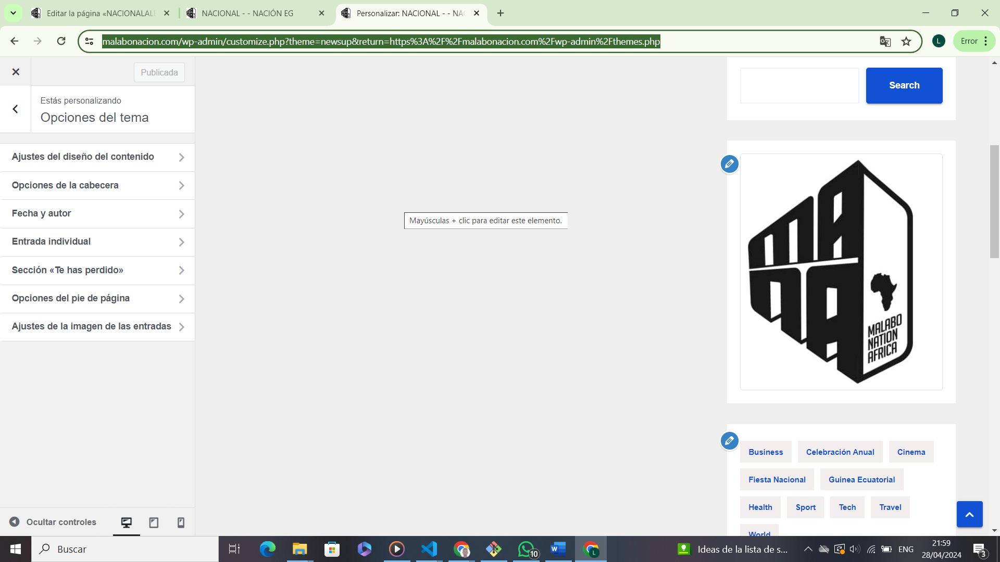 Editar la página «NACIONALALE
NACIONAL - - NACIÓN EG
Personalizar: NACIONAL - - NAC
malabonacion.com/wp-admin/customize.php?theme=newsup&return=https%3A%2F%2Fmalabonacion.com%2Fwp-admin%2Fthemes.php
L
Error
Publicada
Estás personalizando
Opciones del tema
Ajustes del diseño del contenido
Opciones de la cabecera
Fecha y autor
Entrada individual
Sección «Te has perdido»
Opciones del pie de página
Ajustes de la imagen de las entradas
Ocultar controles
Mayúsculas + clic para editar este elemento.
Search
MA
NA
MALABO
NATION
AFRICA
Business
Celebración Anual
Cinema
Fiesta Nacional
Guinea Ecuatorial
Health
Sport
Tech
Travel
World
Buscar
10
L
Ideas de la lista de s...
ENG
21:59
28/04/2024
3